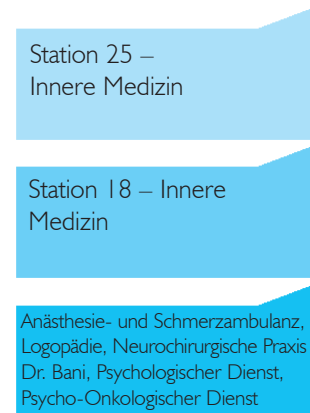 Station 25 –
Innere Medizin
Station 18 – Innere
Medizin
Anästhesie- und Schmerzambulanz,
Logopädie, Neurochirurgische Praxis
Dr. Bani, Psychologischer Dienst,
Psycho-Onkologischer Dienst